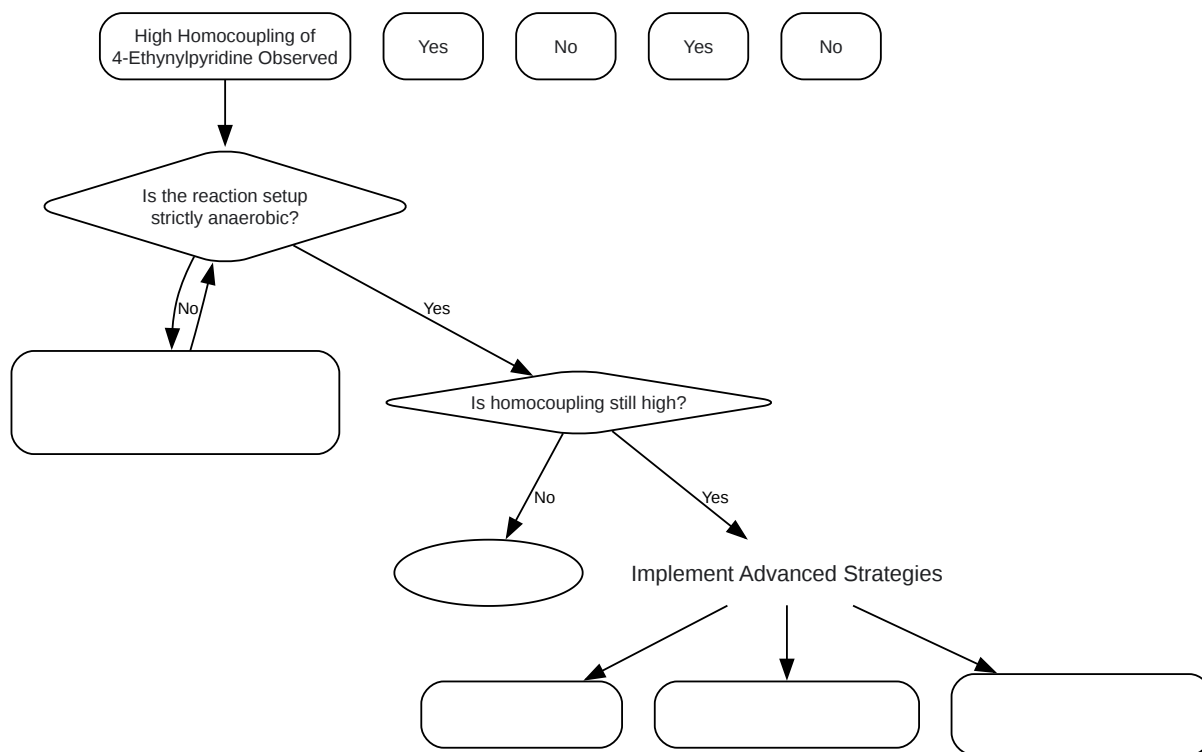 High Homocoupling of
4-Ethynylpyridine Observed
Yes
No
Yes
No
Is the reaction setup
strictly anaerobic?
No
Yes
Is homocoupling still high?
No
Yes
Implement Advanced Strategies